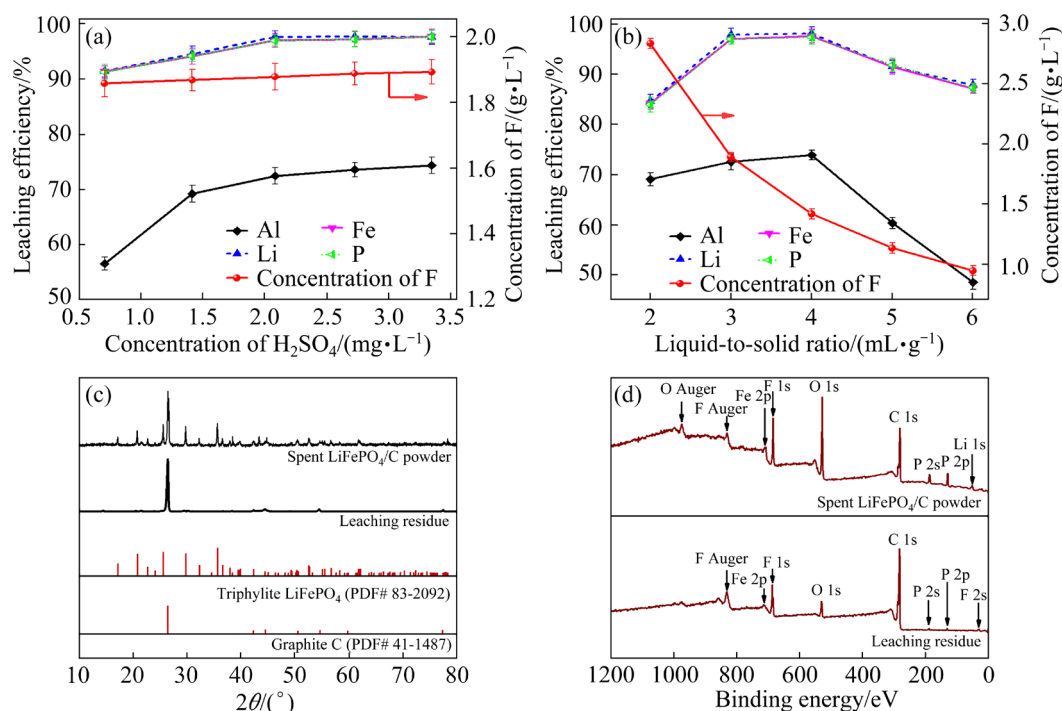 (a)
Leaching efficiency/%
100
90
80
70
60
50
2.0
1.8
1.6
1.4
1.2
Concentration of F/(g•L⁻¹)
Al
Fe
Li
P
Concentration of F
0.5
1.0
1.5
2.0
2.5
3.0
3.5
Concentration of H₂SO₄/(mg•L⁻¹)
(b)
Leaching efficiency/%
100
90
80
70
60
50
3.0
2.5
2.0
1.5
1.0
Concentration of F/(g•L⁻¹)
Al
Fe
Li
P
Concentration of F
2
3
4
5
6
Liquid-to-solid ratio/(mL•g⁻¹)
(c)
Spent LiFePO₄/C powder
Leaching residue
Triphylite LiFePO₄ (PDF# 83-2092)
Graphite C (PDF# 41-1487)
10
20
30
40
50
60
70
80
2θ/(°)
(d)
O Auger
F Auger
Fe 2p
F 1s
O 1s
C 1s
P 2s
P 2p
Li 1s
Spent LiFePO₄/C powder
F Auger
Fe 2p
F 1s
O 1s
C 1s
P 2s
P 2p
F 2s
Leaching residue
1200
1000
800
600
400
200
0
Binding energy/eV